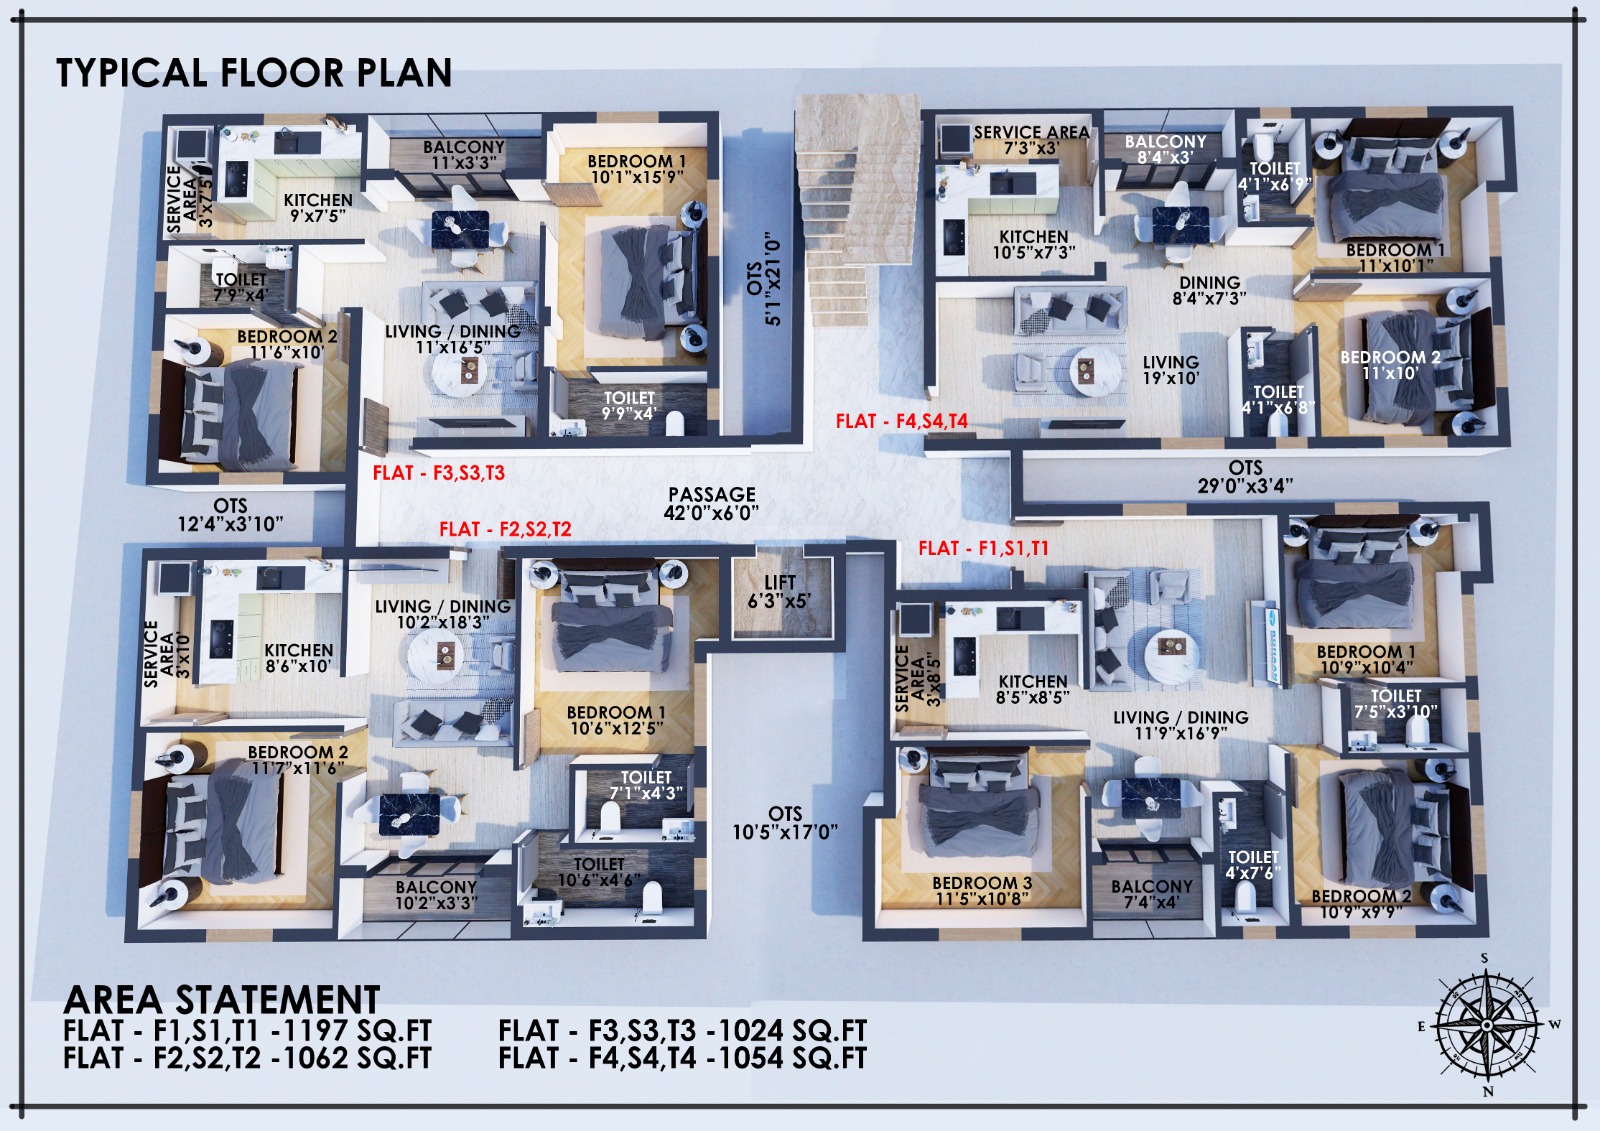 TYPICAL FLOOR PLAN
SERVICE
AREA
3'x7'5"
KITCHEN
9'x7'5"
BALCONY
11'x3'3"
BEDROOM 1
10'1"x15'9"
TOILET
7'9"x4'
BEDROOM 2
11'6"x10'
LIVING / DINING
11'x16'5"
TOILET
9'9"x4'
OTS
5'1"x21'0"
SERVICE AREA
7'3"x3'
BALCONY
8'4"x3'
TOILET
4'1"x6'9"
KITCHEN
10'5"x7'3"
BEDROOM 1
11'x10'1"
DINING
8'4"x7'3"
LIVING
19'x10'
BEDROOM 2
11'x10'
TOILET
4'1"x6'8"
FLAT - F4,S4,T4
FLAT - F3,S3,T3
OTS
12'4"x3'10"
PASSAGE
42'0"x6'0"
OTS
29'0"x3'4"
FLAT - F2,S2,T2
FLAT - F1,S1,T1
LIFT
6'3"x5'
SERVICE
AREA
3'x10'
KITCHEN
8'6"x10'
LIVING / DINING
10'2"x18'3"
BEDROOM 1
10'6"x12'5"
BEDROOM 2
11'7"x11'6"
TOILET
7'1"x4'3"
TOILET
10'6"x4'6"
BALCONY
10'2"x3'3"
OTS
10'5"x17'0"
SERVICE
AREA
3'x8'5"
KITCHEN
8'5"x8'5"
LIVING / DINING
11'9"x16'9"
BEDROOM 1
10'9"x10'4"
TOILET
7'5"x3'10"
BEDROOM 3
11'5"x10'8"
BALCONY
7'4"x4'
TOILET
4'x7'6"
BEDROOM 2
10'9"x9'9"
AREA STATEMENT
FLAT - F1,S1,T1 -1197 SQ.FT
FLAT - F2,S2,T2 -1062 SQ.FT
FLAT - F3,S3,T3 -1024 SQ.FT
FLAT - F4,S4,T4 -1054 SQ.FT
S
E
W
N